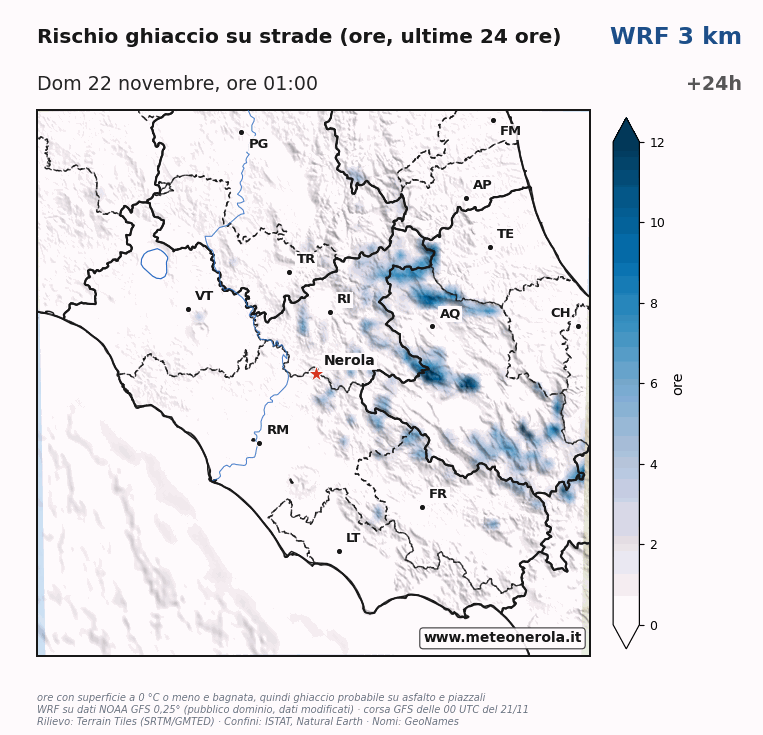 Rischio ghiaccio su strade (ore, ultime 24 ore)
WRF 3 km
Dom 22 novembre, ore 01:00
+24h
FM
PG
AP
TE
TR
VT
RI
AQ
CH.
Nerola
RM
FR
LT
www.meteonerola.it
12
10
8
6
4
2
0
ore
ore con superficie a 0 °C o meno e bagnata, quindi ghiaccio probabile su asfalto e piazzali
WRF su dati NOAA GFS 0,25° (pubblico dominio, dati modificati) · corsa GFS delle 00 UTC del 21/11
Rilievo: Terrain Tiles (SRTM/GMTED) · Confini: ISTAT, Natural Earth · Nomi: GeoNames